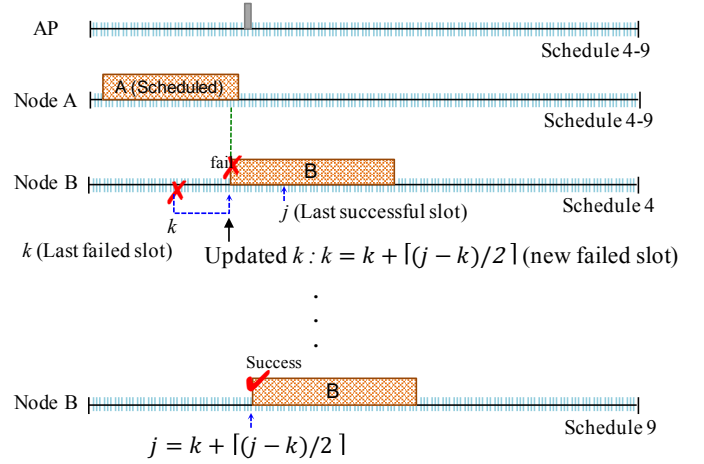 AP
Schedule 4-9
A (Scheduled)
Node A
Schedule 4-9
fail
B
Node B
k
j (Last successful slot)
Schedule 4
k (Last failed slot)
Updated k : k = k + ⌈(j − k)/2⌉ (new failed slot)
.
.
.
Success
B
Node B
Schedule 9
j = k + ⌈(j − k)/2⌉